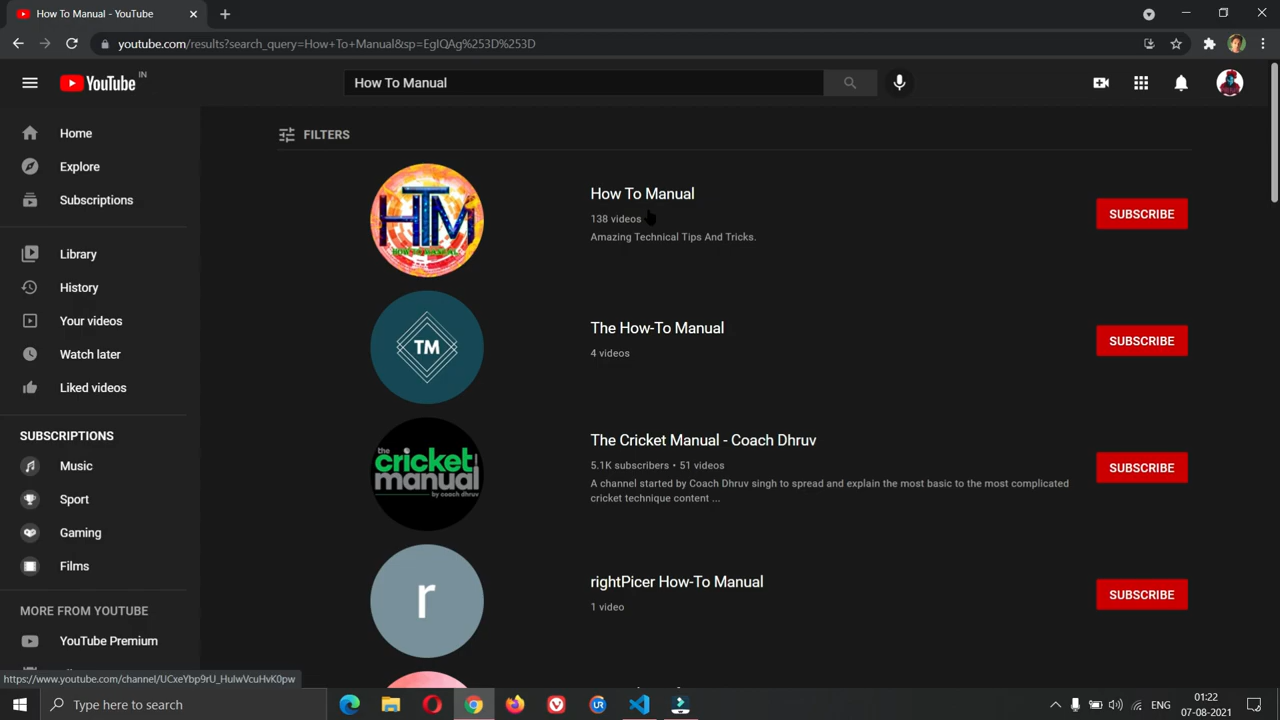 How To Manual - YouTube
youtube.com/results?search_query=How+To+Manual&sp=EgIQAg%253D%253D
YouTube IN
How To Manual
Home
Explore
Subscriptions
Library
History
Your videos
Watch later
Liked videos
SUBSCRIPTIONS
Music
Sport
Gaming
Films
MORE FROM YOUTUBE
YouTube Premium
FILTERS
HTM
How To Manual
138 videos
Amazing Technical Tips And Tricks.
SUBSCRIBE
TM
The How-To Manual
4 videos
SUBSCRIBE
the
cricket
manual
by coach dhruv
The Cricket Manual - Coach Dhruv
5.1K subscribers • 51 videos
A channel started by Coach Dhruv singh to spread and explain the most basic to the most complicated
cricket technique content ...
SUBSCRIBE
r
rightPicer How-To Manual
1 video
SUBSCRIBE
https://www.youtube.com/channel/UCxeYbp9rU_HuIwVcuHvK0pw
Type here to search
UR
ENG
01:22
07-08-2021